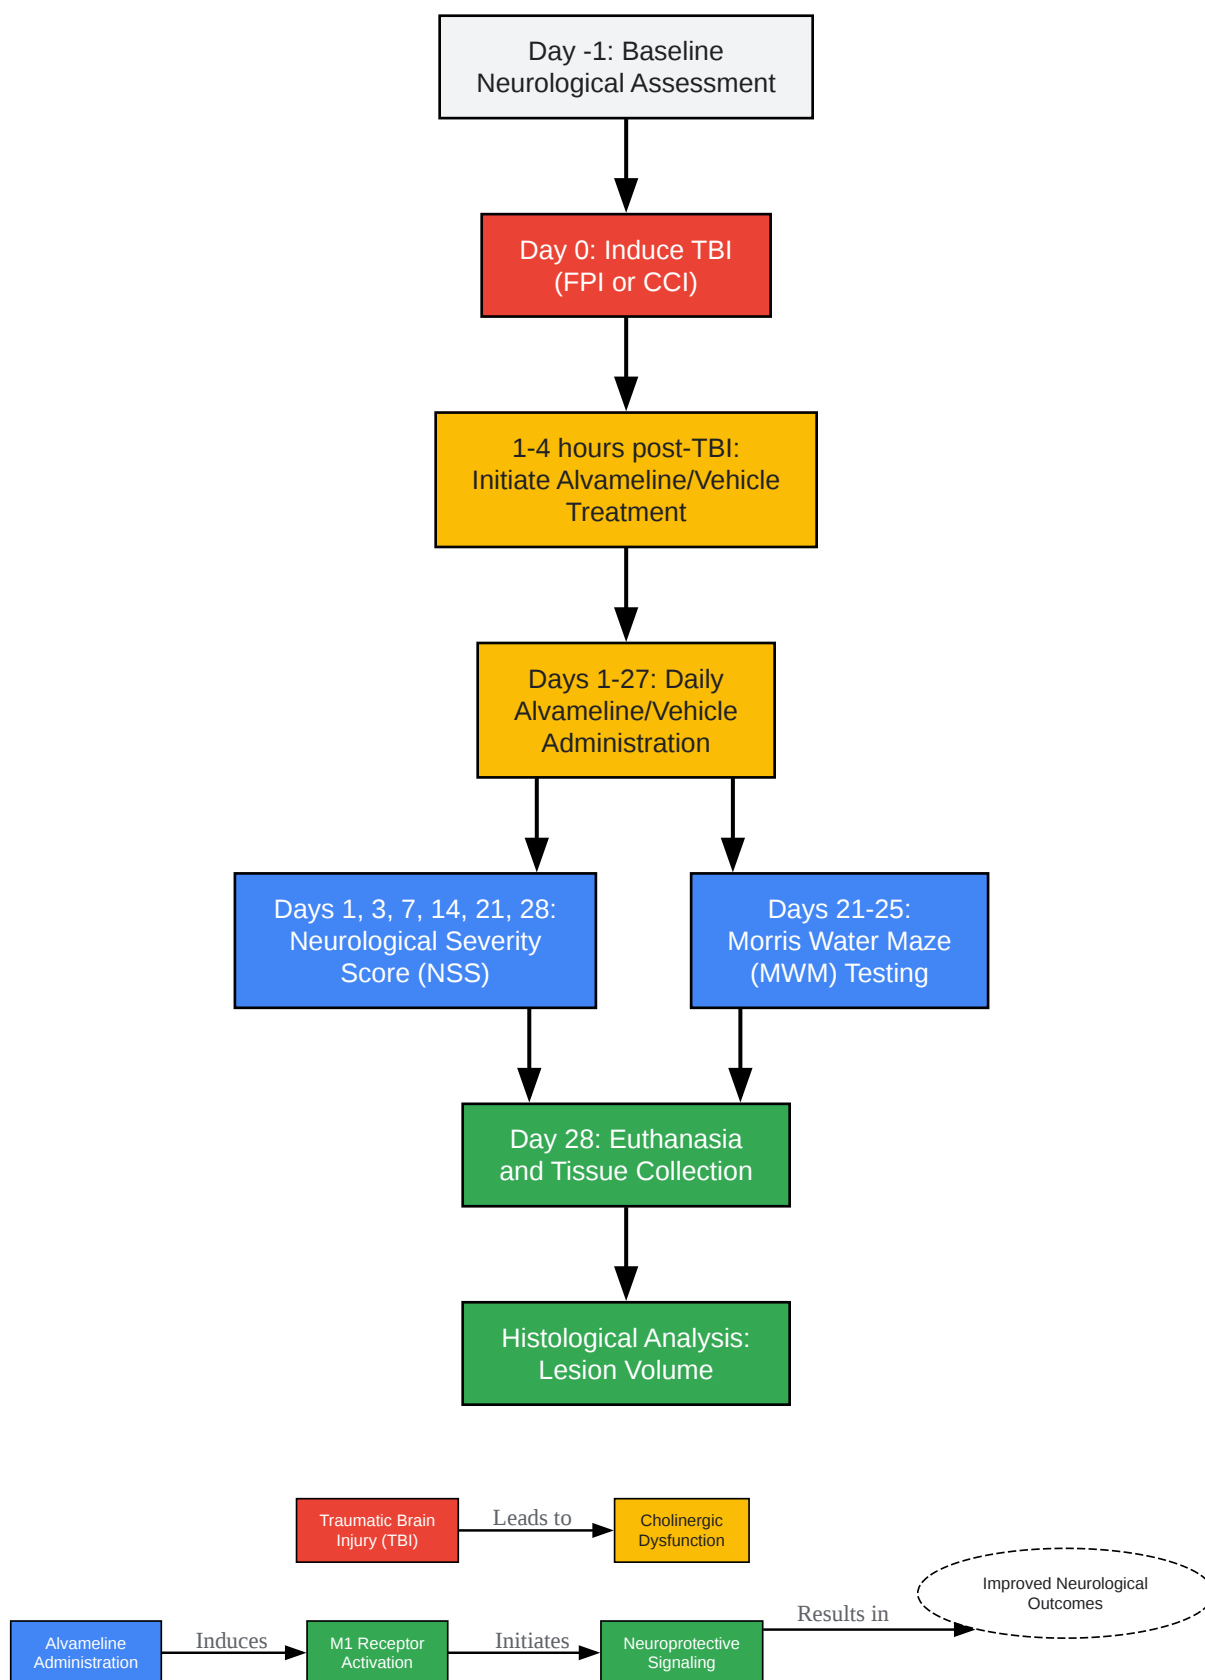 Day -1: Baseline
Neurological Assessment
Day 0: Induce TBI
(FPI or CCI)
1-4 hours post-TBI:
Initiate Alvameline/Vehicle
Treatment
Days 1-27: Daily
Alvameline/Vehicle
Administration
Days 1, 3, 7, 14, 21, 28:
Neurological Severity
Score (NSS)
Days 21-25:
Morris Water Maze
(MWM) Testing
Day 28: Euthanasia
and Tissue Collection
Histological Analysis:
Lesion Volume
Traumatic Brain
Injury (TBI)
Leads to
Cholinergic
Dysfunction
Alvameline
Administration
Induces
M1 Receptor
Activation
Initiates
Neuroprotective
Signaling
Results in
Improved Neurological
Outcomes